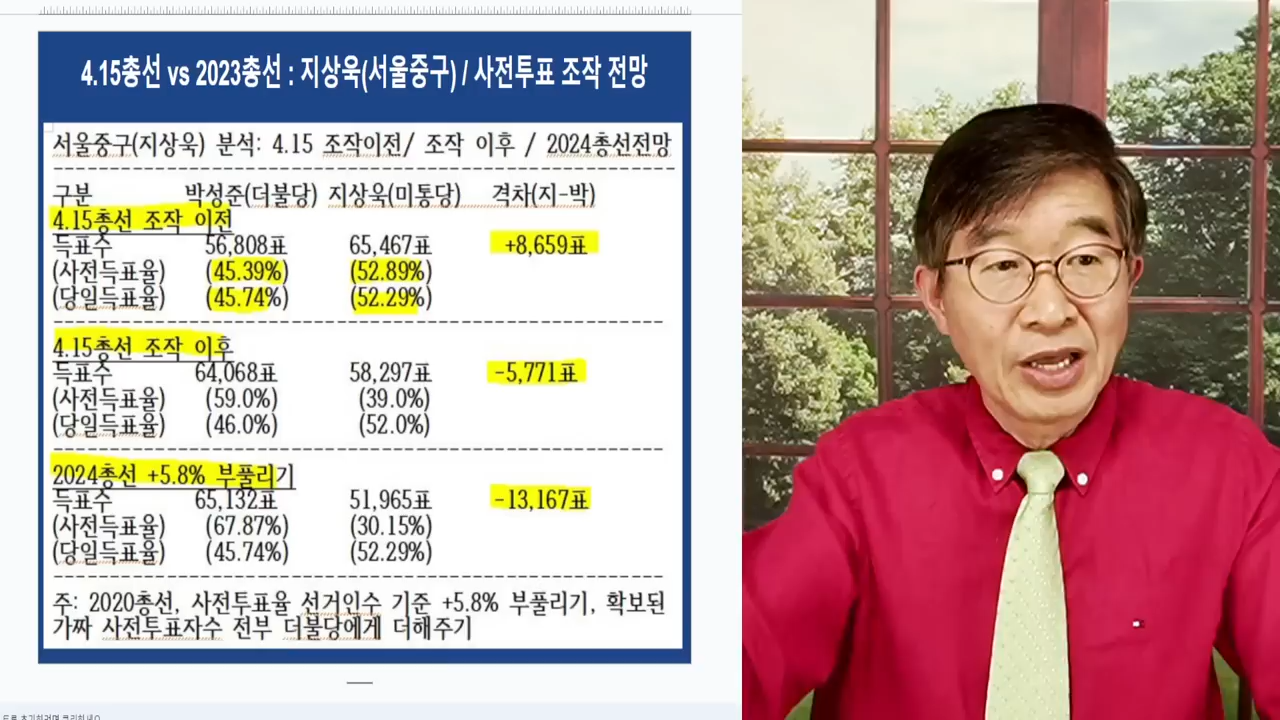 4.15총선 vs 2023총선 : 지상욱(서울중구) / 사전투표 조작 전망
서울중구(지상욱) 분석: 4.15 조작이전/ 조작 이후 / 2024총선전망
구분 박성준(더불당) 지상욱(미통당) 격차(지-박)
4.15총선 조작 이전
득표수 56,808표 65,467표 +8,659표
(사전득표율) (45.39%) (52.89%)
(당일득표율) (45.74%) (52.29%)
4.15총선 조작 이후
득표수 64,068표 58,297표 -5,771표
(사전득표율) (59.0%) (39.0%)
(당일득표율) (46.0%) (52.0%)
2024총선 +5.8% 부풀리기
득표수 65,132표 51,965표 -13,167표
(사전득표율) (67.87%) (30.15%)
(당일득표율) (45.74%) (52.29%)
주: 2020총선, 사전투표율 선거인스 기준 +5.8% 부풀리기, 확보된
가짜 사전투표자수 전부 더불당에게 더해주기